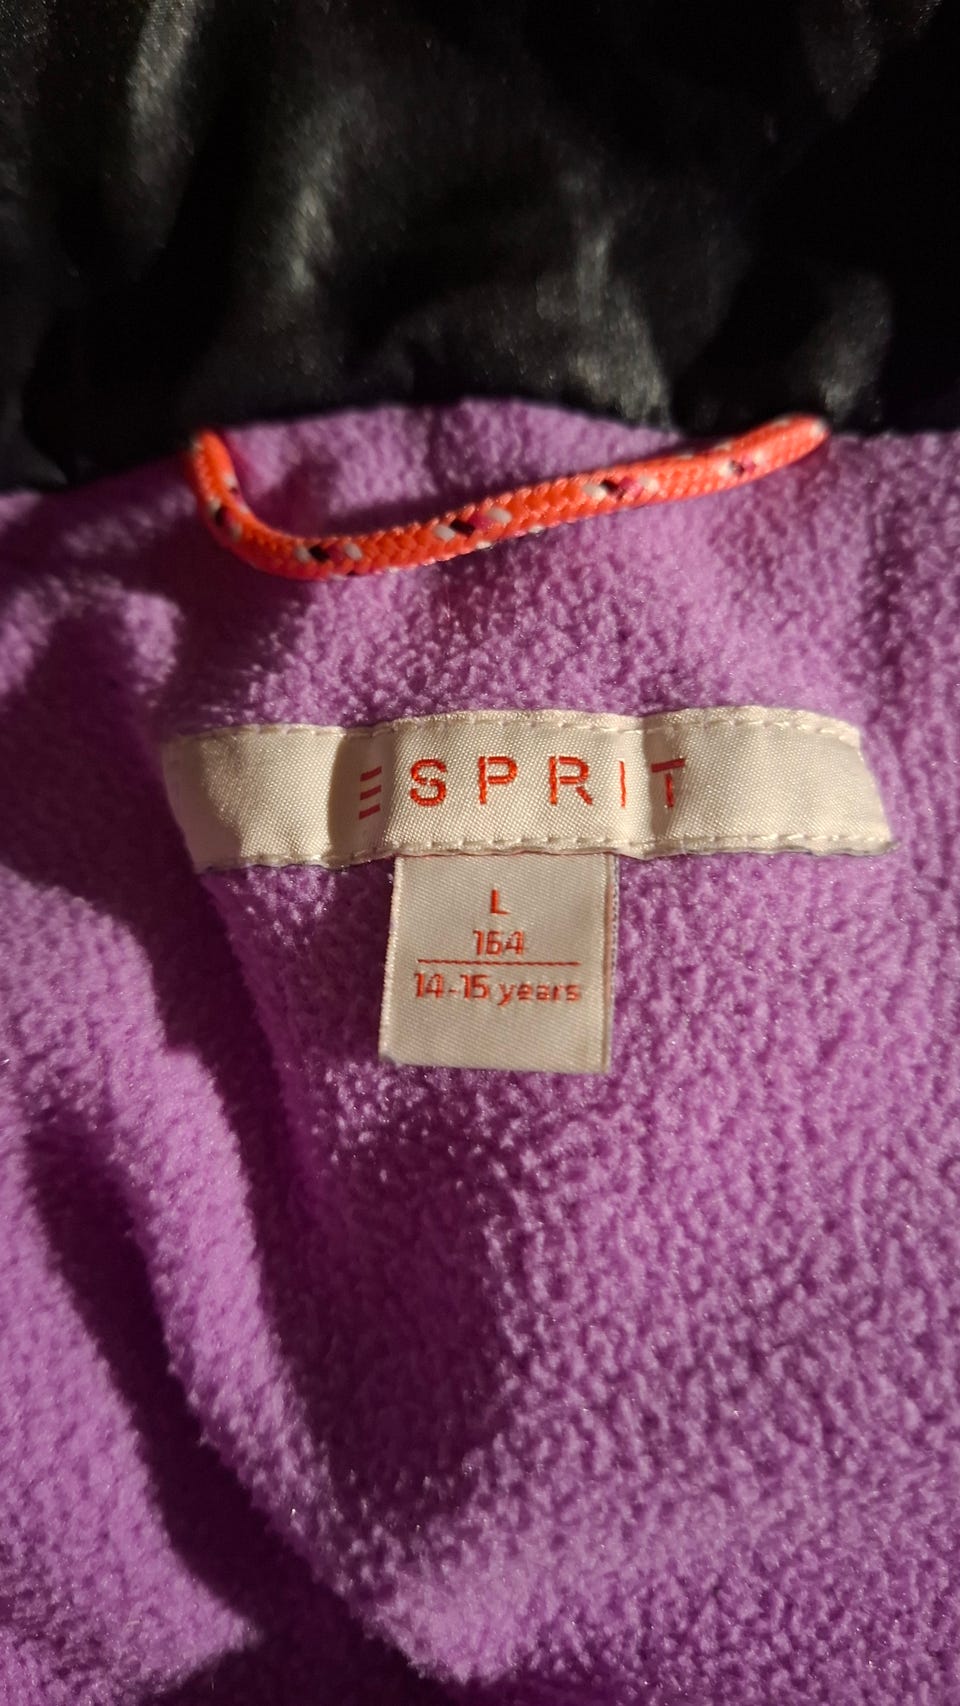 ESPRIT
L
164
14-15 years